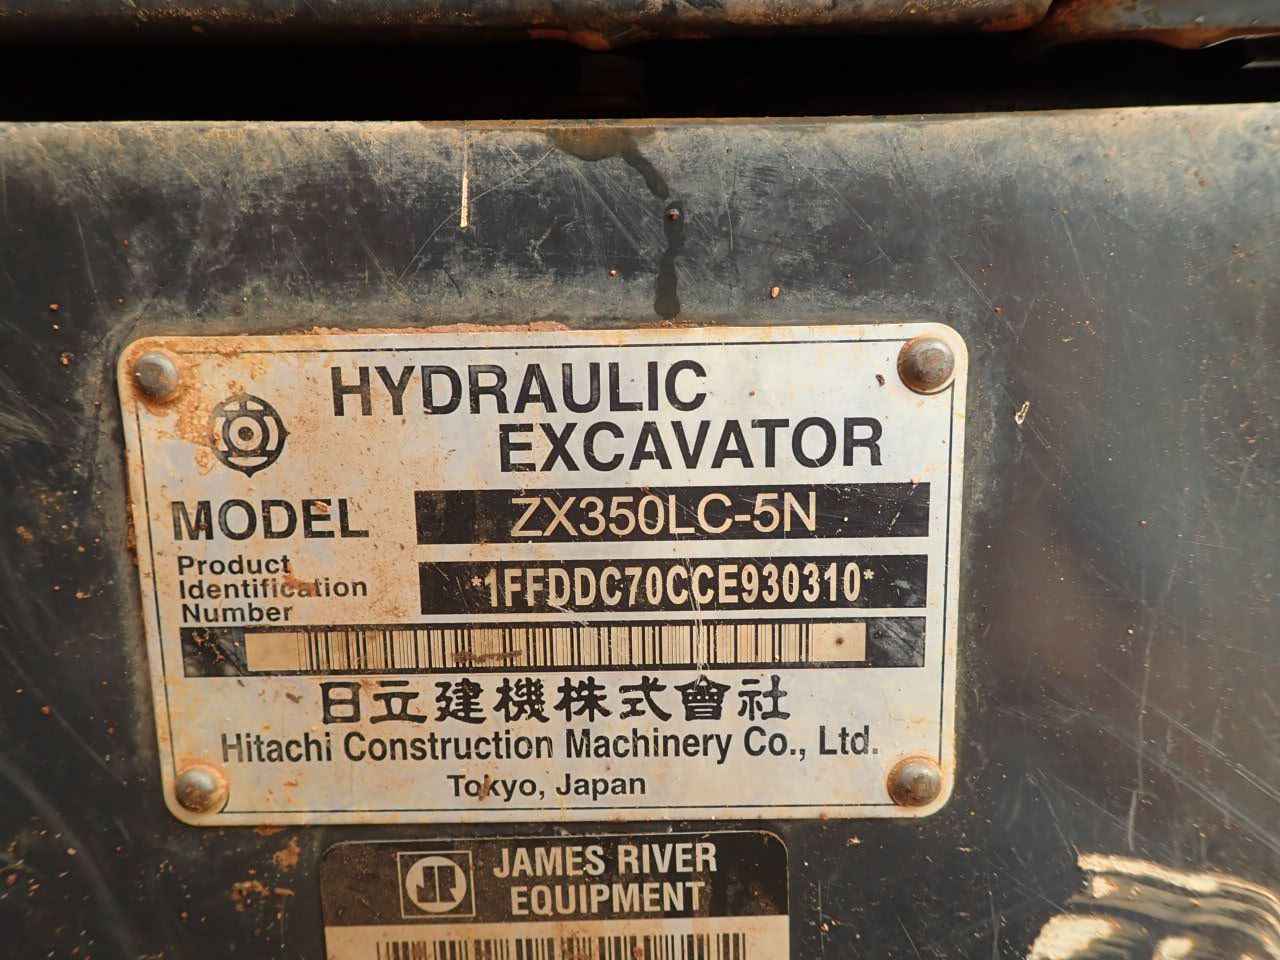 HYDRAULIC
EXCAVATOR
MODEL ZX350LC-5N
Product
Identification
Number
*1FFDDC70CCE930310*
日立建機株式會社
Hitachi Construction Machinery Co., Ltd.
Tokyo, Japan
JR
JAMES RIVER
EQUIPMENT